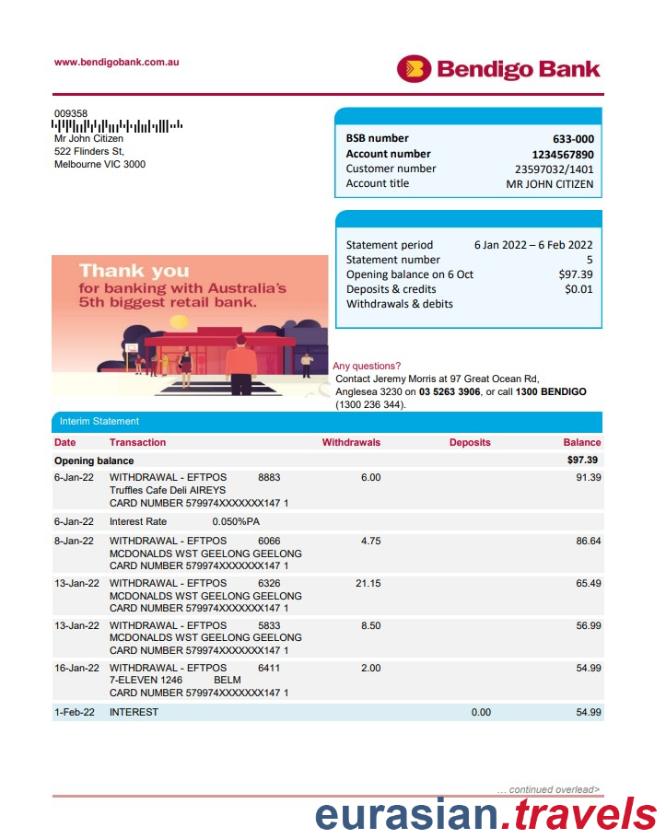 www.bendigobank.com.au
Bendigo Bank
009358
Mr John Citizen
522 Flinders St,
Melbourne VIC 3000
BSB number 633-000
Account number 1234567890
Customer number 23597032/1401
Account title MR JOHN CITIZEN
Statement period 6 Jan 2022 – 6 Feb 2022
Statement number 5
Opening balance on 6 Oct $97.39
Deposits & credits $0.01
Withdrawals & debits
Thank you
for banking with Australia's
5th biggest retail bank.
Any questions?
Contact Jeremy Morris at 97 Great Ocean Rd,
Anglesea 3230 on 03 5263 3906, or call 1300 BENDIGO
(1300 236 344).
Interim Statement
Date Transaction Withdrawals Deposits Balance
Opening balance $97.39
6-Jan-22 WITHDRAWAL - EFTPOS 8883 6.00 91.39
Truffles Cafe Deli AIREYS
CARD NUMBER 579974XXXXXXX147 1
6-Jan-22 Interest Rate 0.050%PA
8-Jan-22 WITHDRAWAL - EFTPOS 6066 4.75 86.64
MCDONALDS WST GEELONG GEELONG
CARD NUMBER 579974XXXXXXX147 1
13-Jan-22 WITHDRAWAL - EFTPOS 6326 21.15 65.49
MCDONALDS WST GEELONG GEELONG
CARD NUMBER 579974XXXXXXX147 1
13-Jan-22 WITHDRAWAL - EFTPOS 5833 8.50 56.99
MCDONALDS WST GEELONG GEELONG
CARD NUMBER 579974XXXXXXX147 1
16-Jan-22 WITHDRAWAL - EFTPOS 6411 2.00 54.99
7-ELEVEN 1246 BELM
CARD NUMBER 579974XXXXXXX147 1
1-Feb-22 INTEREST 0.00 54.99
... continued overlead>
eurasian.travels